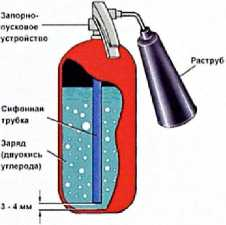 Запорно-
пусковое
устройство
Раструб
Сифонная
трубка
Заряд
(двуокись
углерода)
3 - 4 мм